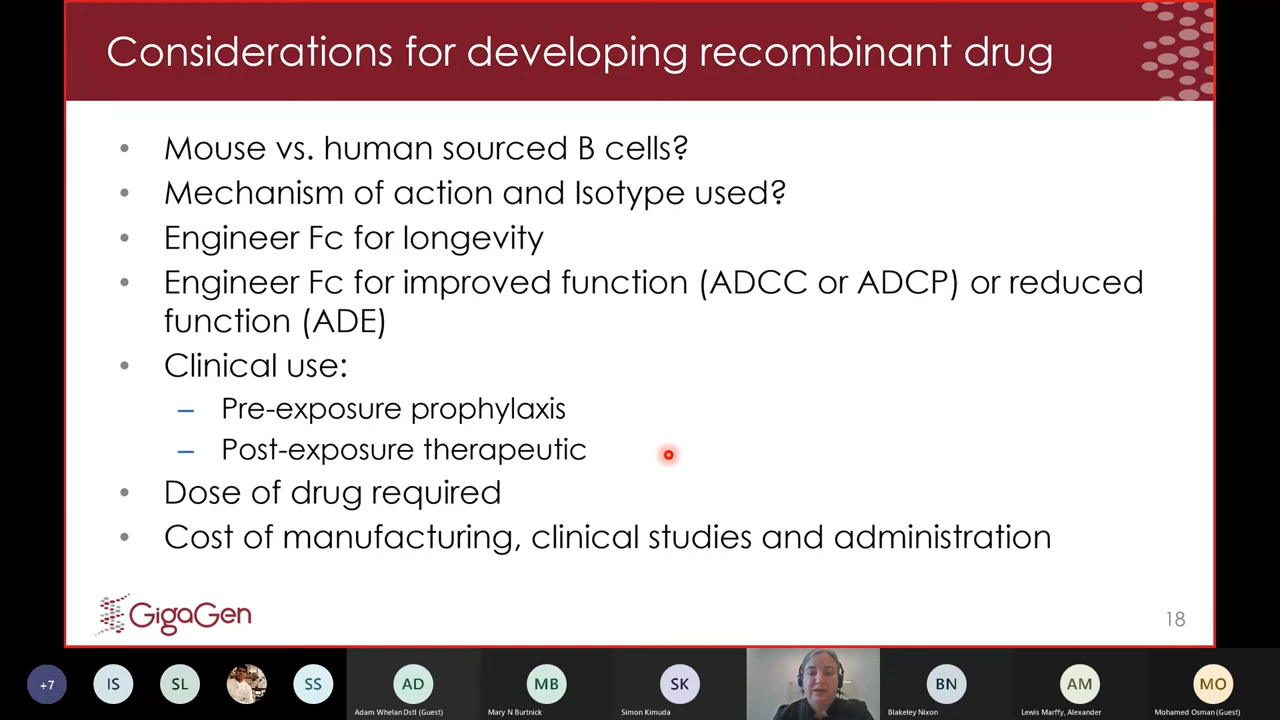 Considerations for developing recombinant drug
• Mouse vs. human sourced B cells?
• Mechanism of action and Isotype used?
• Engineer Fc for longevity
• Engineer Fc for improved function (ADCC or ADCP) or reduced
function (ADE)
• Clinical use:
– Pre-exposure prophylaxis
– Post-exposure therapeutic
• Dose of drug required
• Cost of manufacturing, clinical studies and administration
GigaGen
18
+7
IS
SL
SS
AD
Adam Whelan Dstl (Guest)
MB
Mary N Burtnick
SK
Simon Kimuda
BN
Blakeley Nixon
AM
Lewis Marffy, Alexander
MO
Mohamed Osman (Guest)